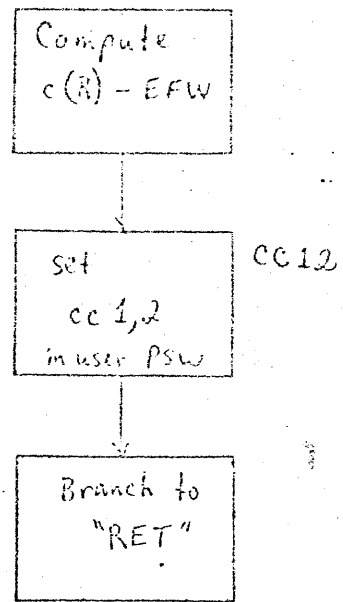 Compute
c(R) - EFW
set
cc 1,2
in user PSW
CC12
Branch to
"RET"